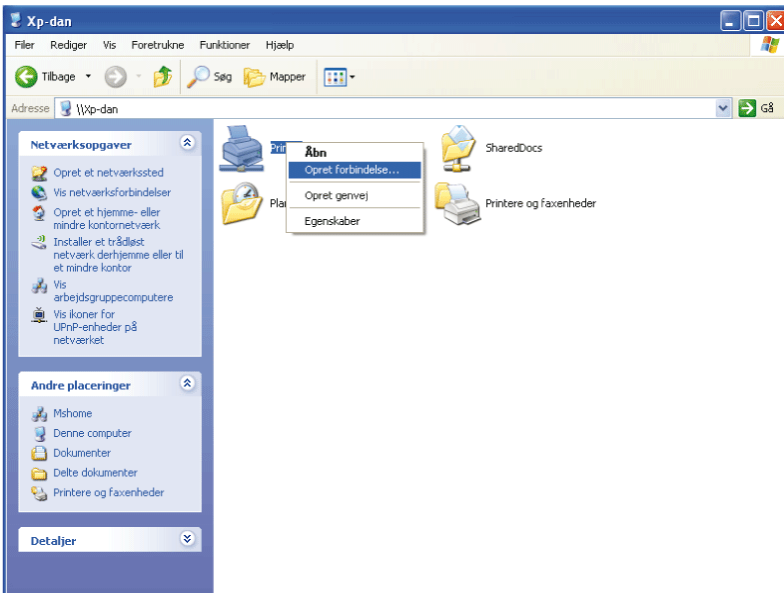 Xp-dan
Filer Rediger Vis Foretrukne Funktioner Hjælp
Tilbage Søg Mapper
Adresse \\Xp-dan Gå
Netværksopgaver
Opret et netværkssted
Vis netværksforbindelser
Opret et hjemme- eller
mindre kontornetværk
Installer et trådløst
netværk derhjemme eller til
et mindre kontor
Vis
arbejdsgruppecomputere
Vis ikoner for
UPnP-enheder på
netværket
Andre placeringer
Mshome
Denne computer
Dokumenter
Delte dokumenter
Printere og faxenheder
Detaljer
Åbn
Opret forbindelse...
Opret genvej
Egenskaber
SharedDocs
Printere og faxenheder